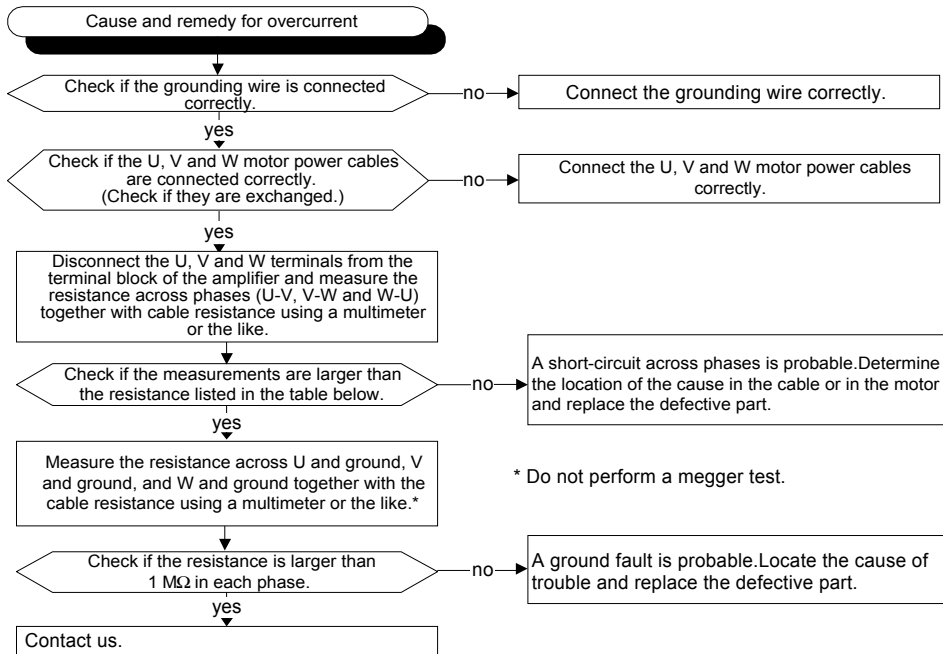 Cause and remedy for overcurrent
Check if the grounding wire is connected
correctly.
no
Connect the grounding wire correctly.
yes
Check if the U, V and W motor power cables
are connected correctly.
(Check if they are exchanged.)
no
Connect the U, V and W motor power cables
correctly.
yes
Disconnect the U, V and W terminals from the
terminal block of the amplifier and measure the
resistance across phases (U-V, V-W and W-U)
together with cable resistance using a multimeter
or the like.
Check if the measurements are larger than
the resistance listed in the table below.
no
A short-circuit across phases is probable.Determine
the location of the cause in the cable or in the motor
and replace the defective part.
yes
Measure the resistance across U and ground, V
and ground, and W and ground together with the
cable resistance using a multimeter or the like.*
* Do not perform a megger test.
Check if the resistance is larger than
1 MΩ in each phase.
no
A ground fault is probable.Locate the cause of
trouble and replace the defective part.
yes
Contact us.